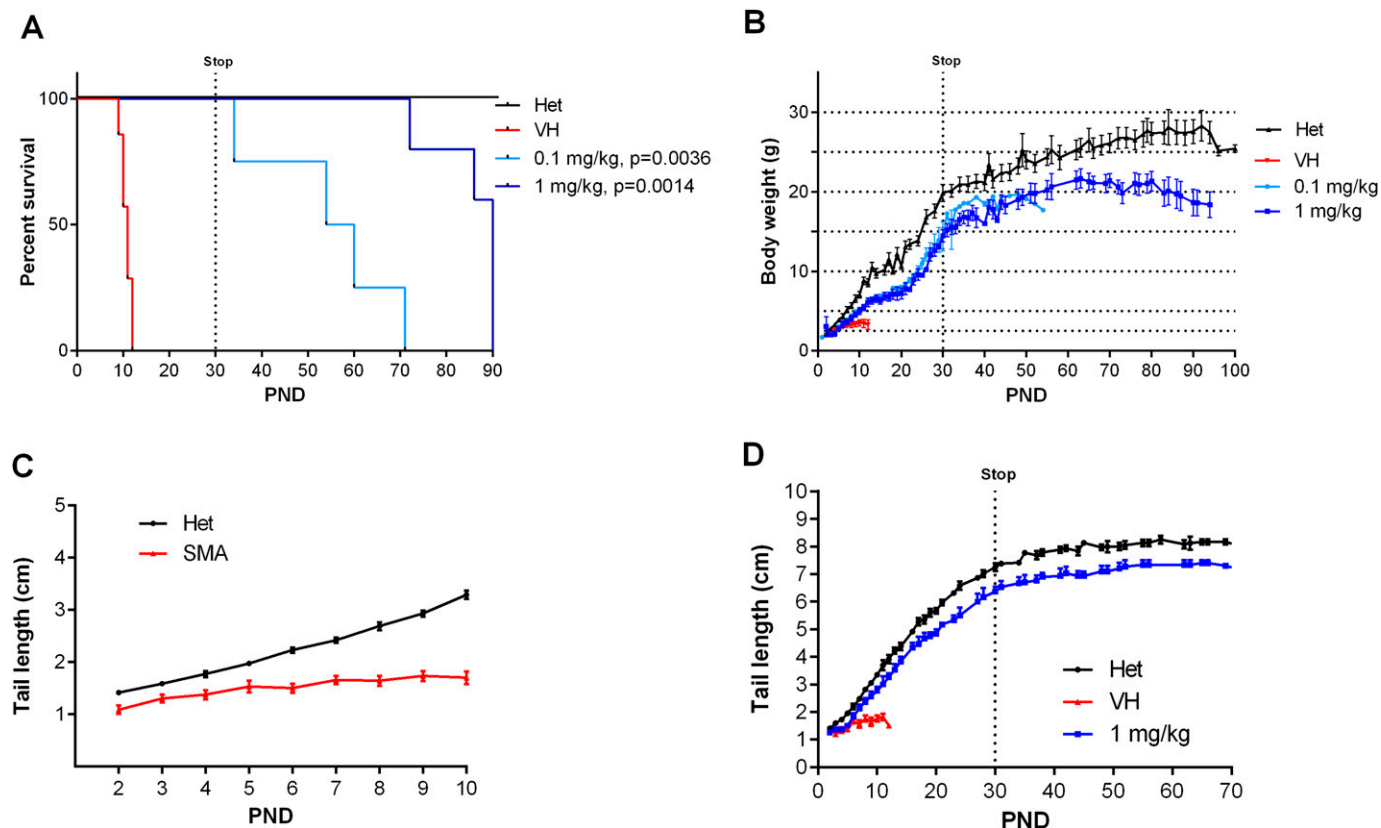 A
Stop
100
50
0
Percent survival
0 10 20 30 40 50 60 70 80 90
PND
Het
VH
0.1 mg/kg, p=0.0036
1 mg/kg, p=0.0014
B
Stop
30
20
10
0
Body weight (g)
0 10 20 30 40 50 60 70 80 90 100
PND
Het
VH
0.1 mg/kg
1 mg/kg
C
5
4
3
2
1
Tail length (cm)
Het
SMA
2 3 4 5 6 7 8 9 10
PND
D
Stop
10
9
8
7
6
5
4
3
2
1
0
Tail length (cm)
Het
VH
1 mg/kg
0 10 20 30 40 50 60 70
PND